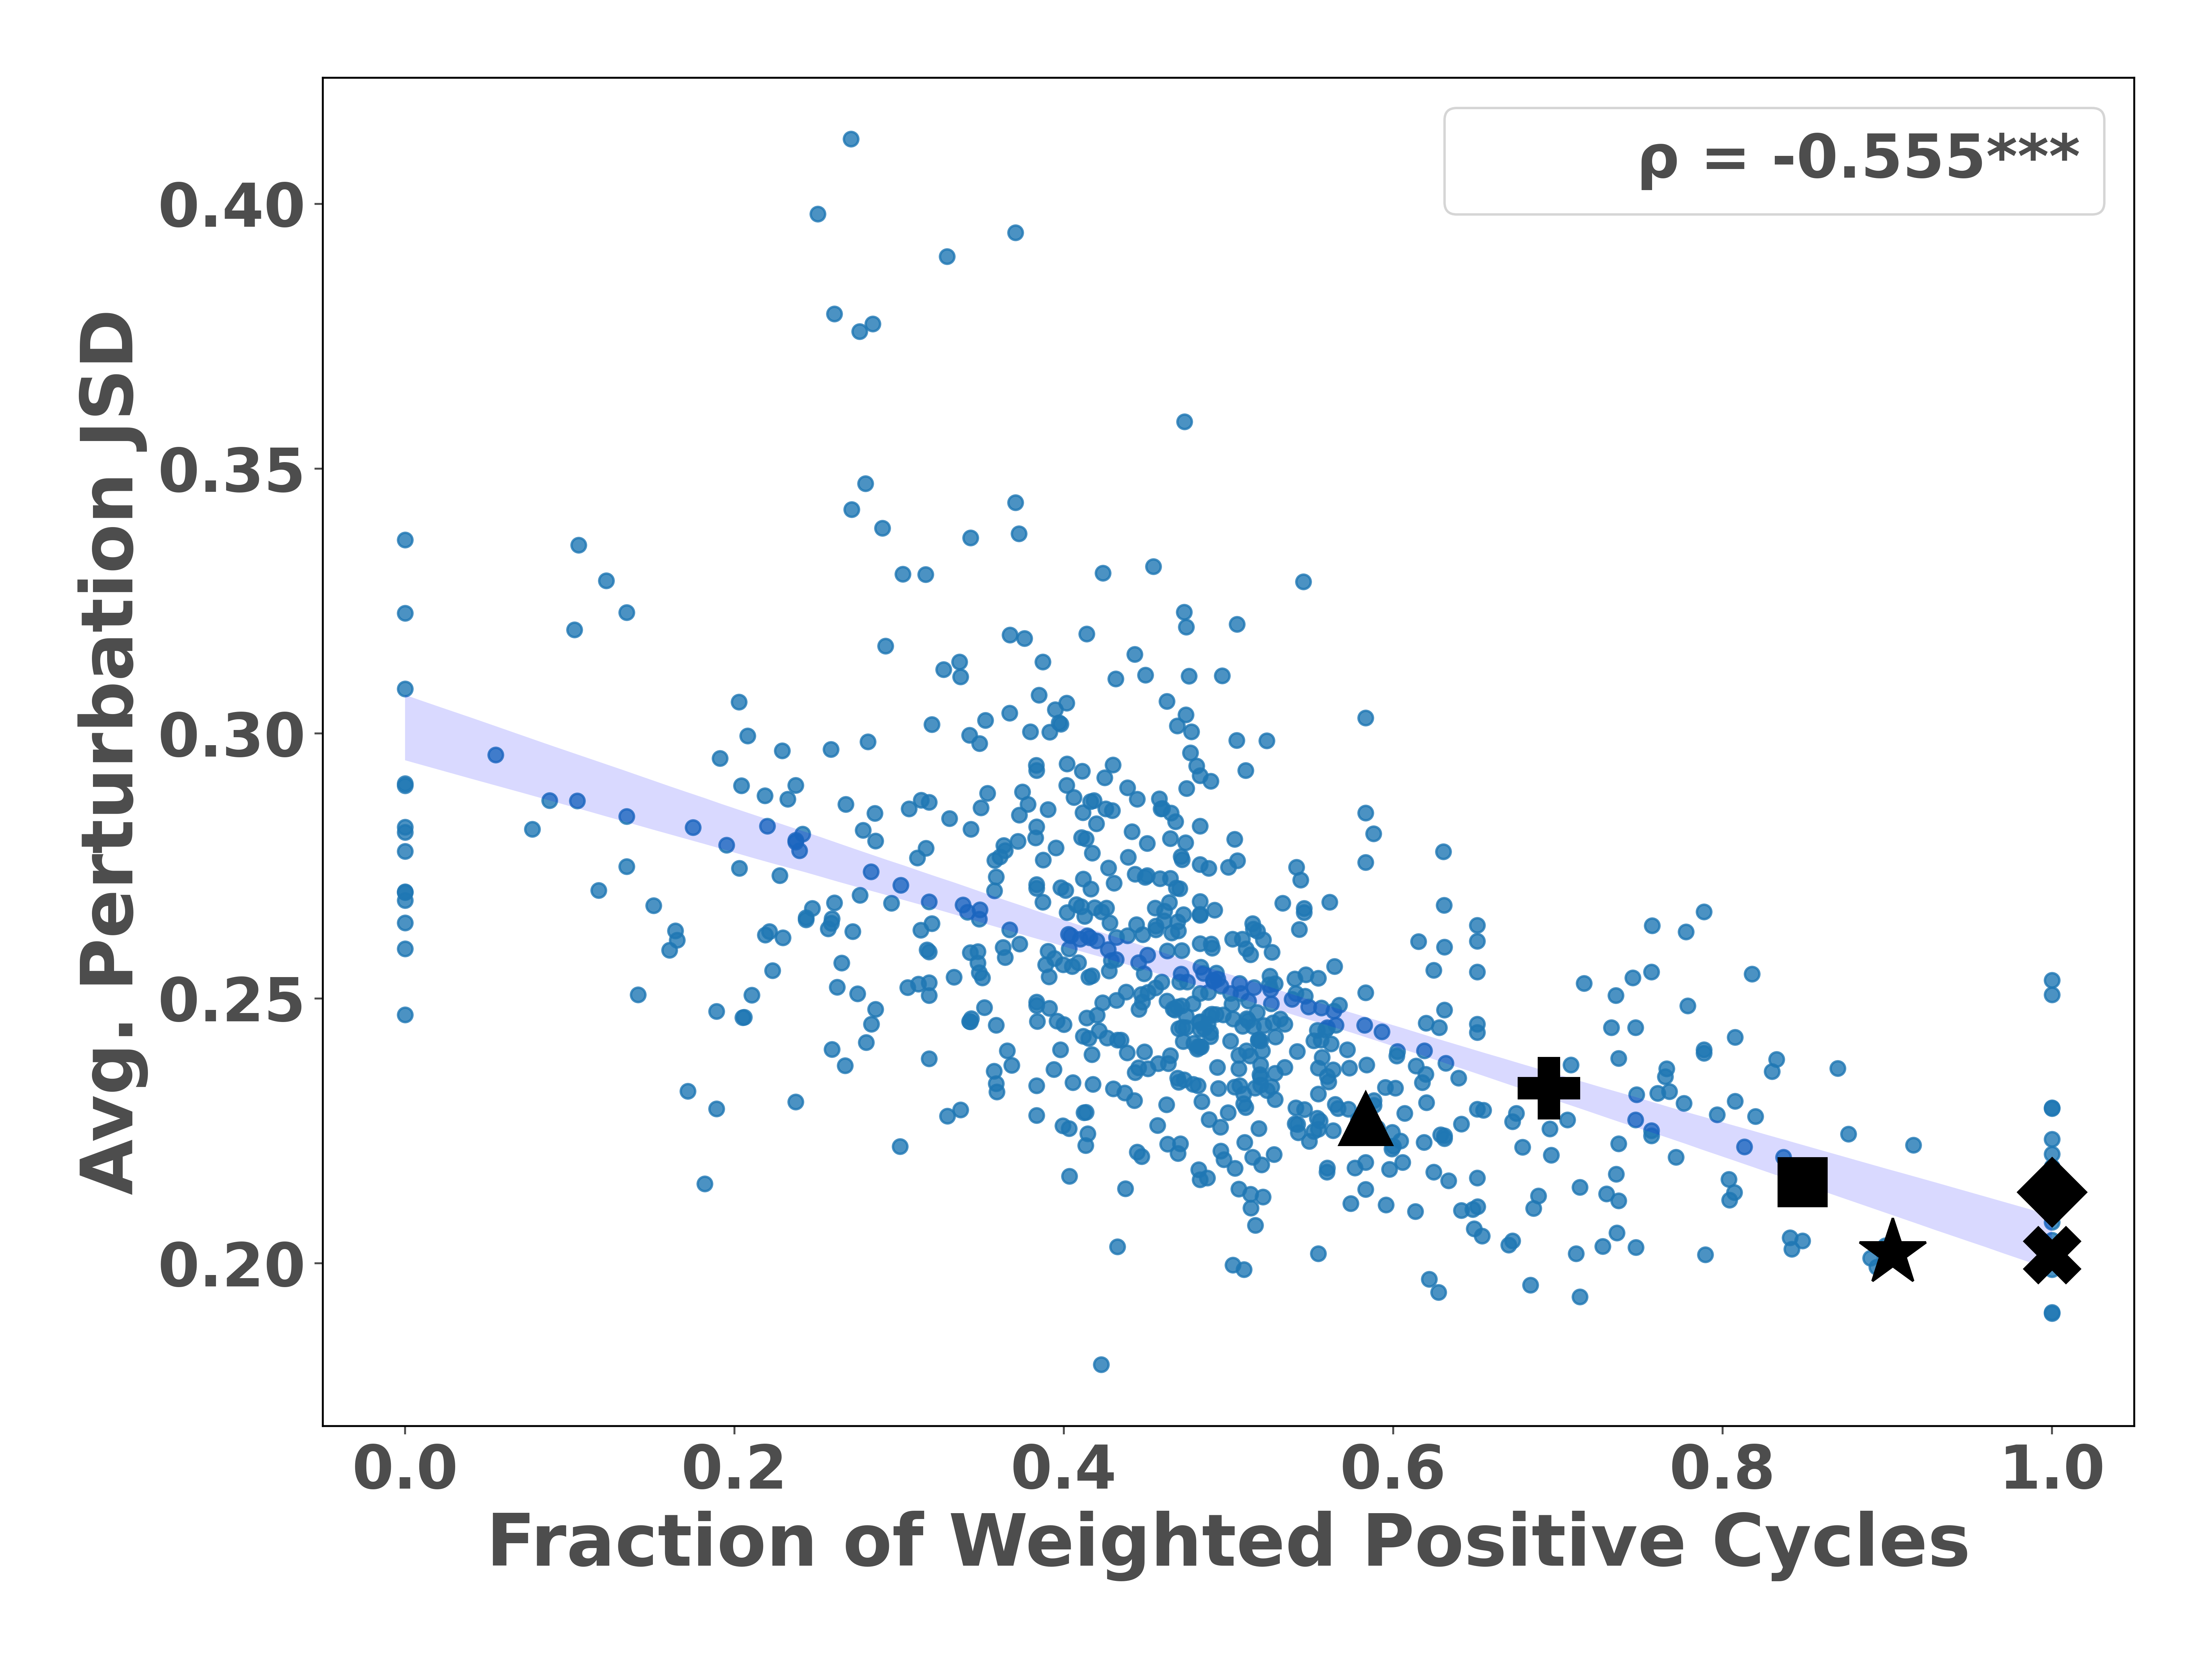 ρ = -0.555***
0.40
0.35
0.30
0.25
0.20
Avg. Perturbation JSD
0.0 0.2 0.4 0.6 0.8 1.0
Fraction of Weighted Positive Cycles